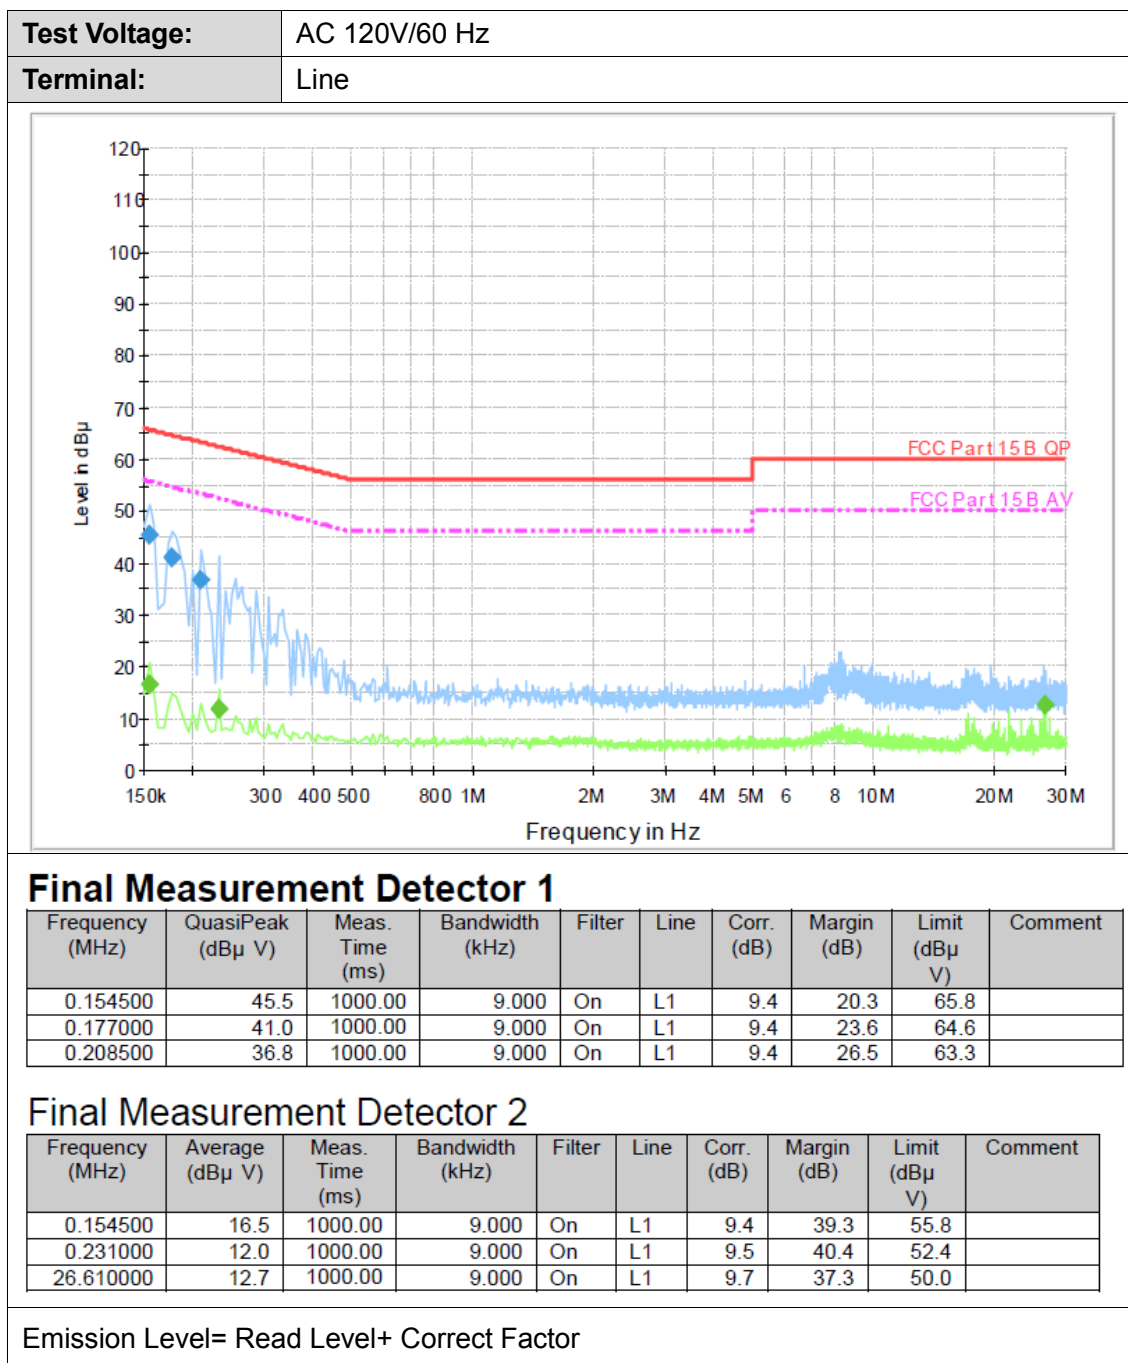 Test Voltage: AC 120V/60 Hz
Terminal: Line
120
110
100
90
80
70
60
50
40
30
20
10
0
Level in dBµ
FCC Part 15 B QP
FCC Part 15 B AV
150k 300 400 500 800 1M 2M 3M 4M 5M 6 8 10M 20M 30M
Frequency in Hz
Final Measurement Detector 1
Frequency (MHz) QuasiPeak (dBµ V) Meas. Time (ms) Bandwidth (kHz) Filter Line Corr. (dB) Margin (dB) Limit (dBµ V) Comment
0.154500 45.5 1000.00 9.000 On L1 9.4 20.3 65.8
0.177000 41.0 1000.00 9.000 On L1 9.4 23.6 64.6
0.208500 36.8 1000.00 9.000 On L1 9.4 26.5 63.3
Final Measurement Detector 2
Frequency (MHz) Average (dBµ V) Meas. Time (ms) Bandwidth (kHz) Filter Line Corr. (dB) Margin (dB) Limit (dBµ V) Comment
0.154500 16.5 1000.00 9.000 On L1 9.4 39.3 55.8
0.231000 12.0 1000.00 9.000 On L1 9.5 40.4 52.4
26.610000 12.7 1000.00 9.000 On L1 9.7 37.3 50.0
Emission Level= Read Level+ Correct Factor